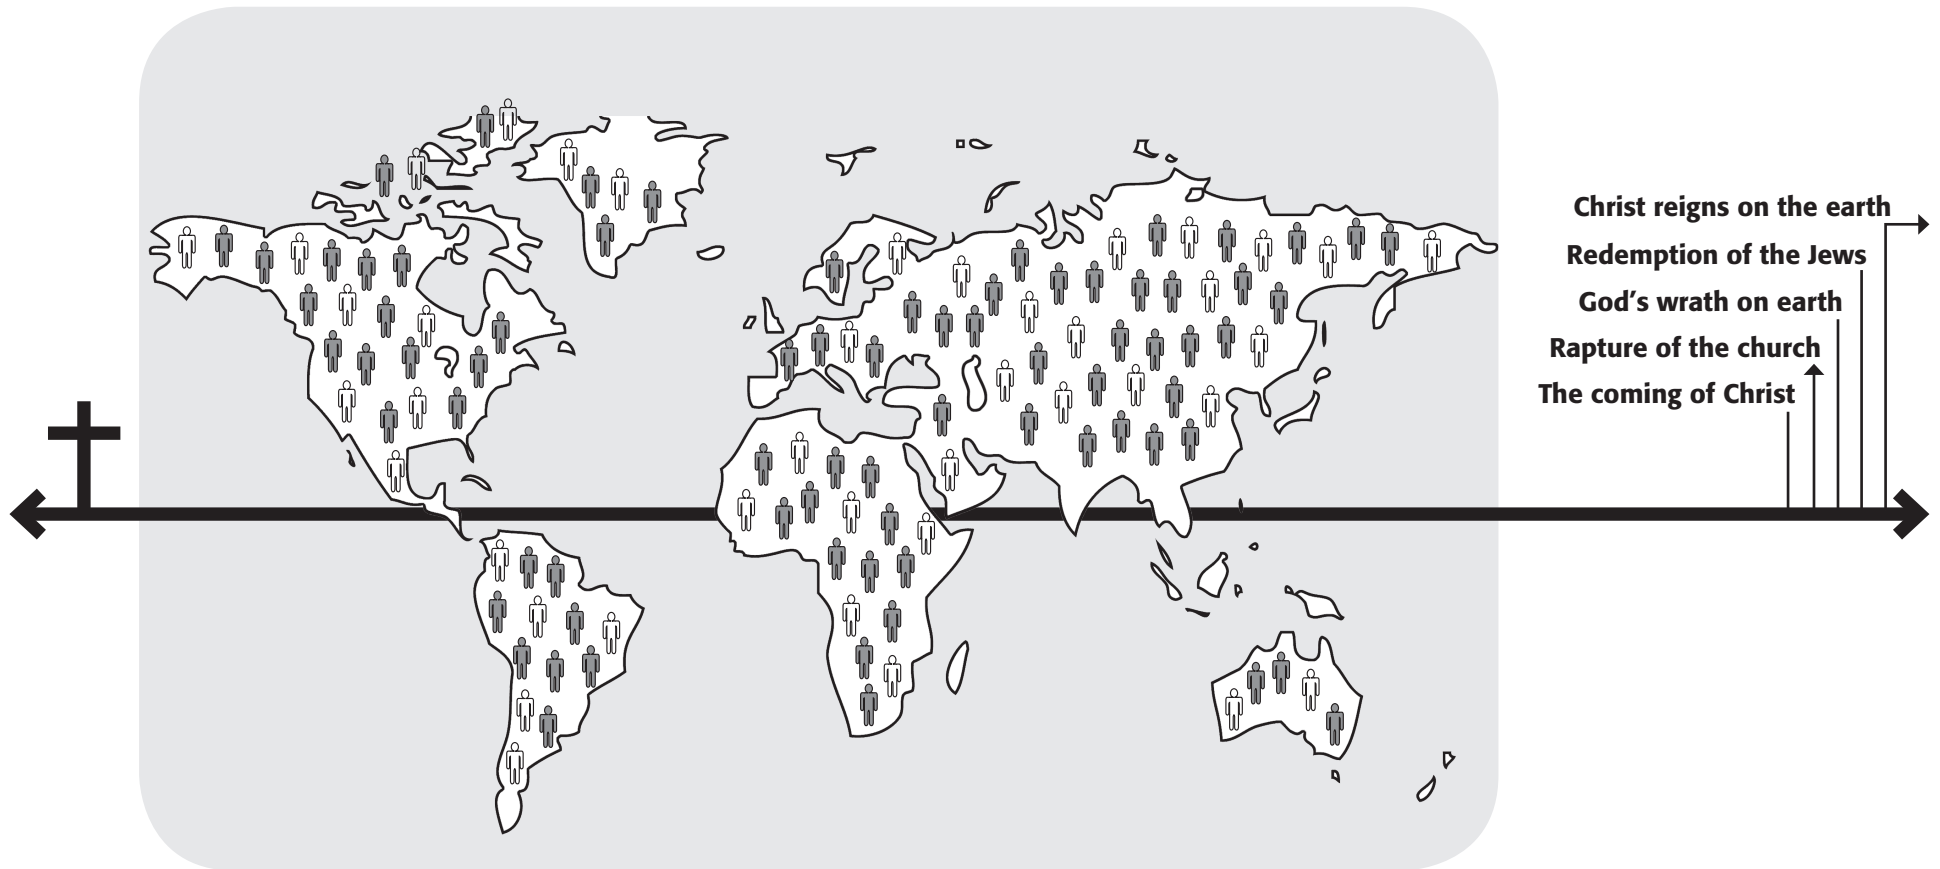 Christ reigns on the earth
Redemption of the Jews
God’s wrath on earth
Rapture of the church
The coming of Christ